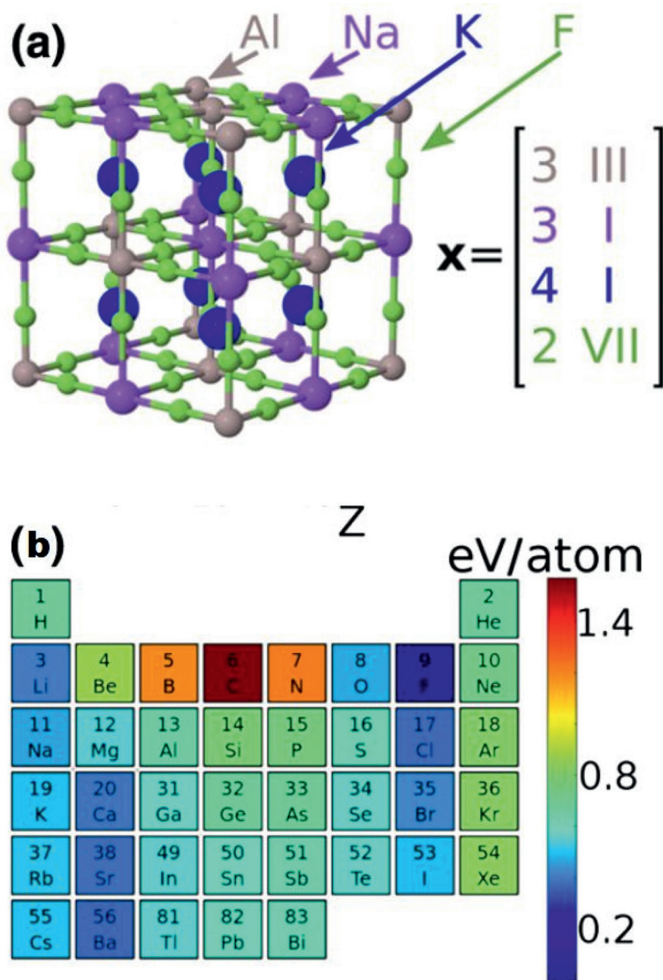 (a)
Al Na K F
x=
3 III
3 I
4 I
2 VII
(b)
Z
eV/atom
1 H
2 He
1.4
3 Li
4 Be
5 B
6 C
7 N
8 O
9 F
10 Ne
11 Na
12 Mg
13 Al
14 Si
15 P
16 S
17 Cl
18 Ar
0.8
19 K
20 Ca
31 Ga
32 Ge
33 As
34 Se
35 Br
36 Kr
37 Rb
38 Sr
49 In
50 Sn
51 Sb
52 Te
53 I
54 Xe
55 Cs
56 Ba
81 Tl
82 Pb
83 Bi
0.2